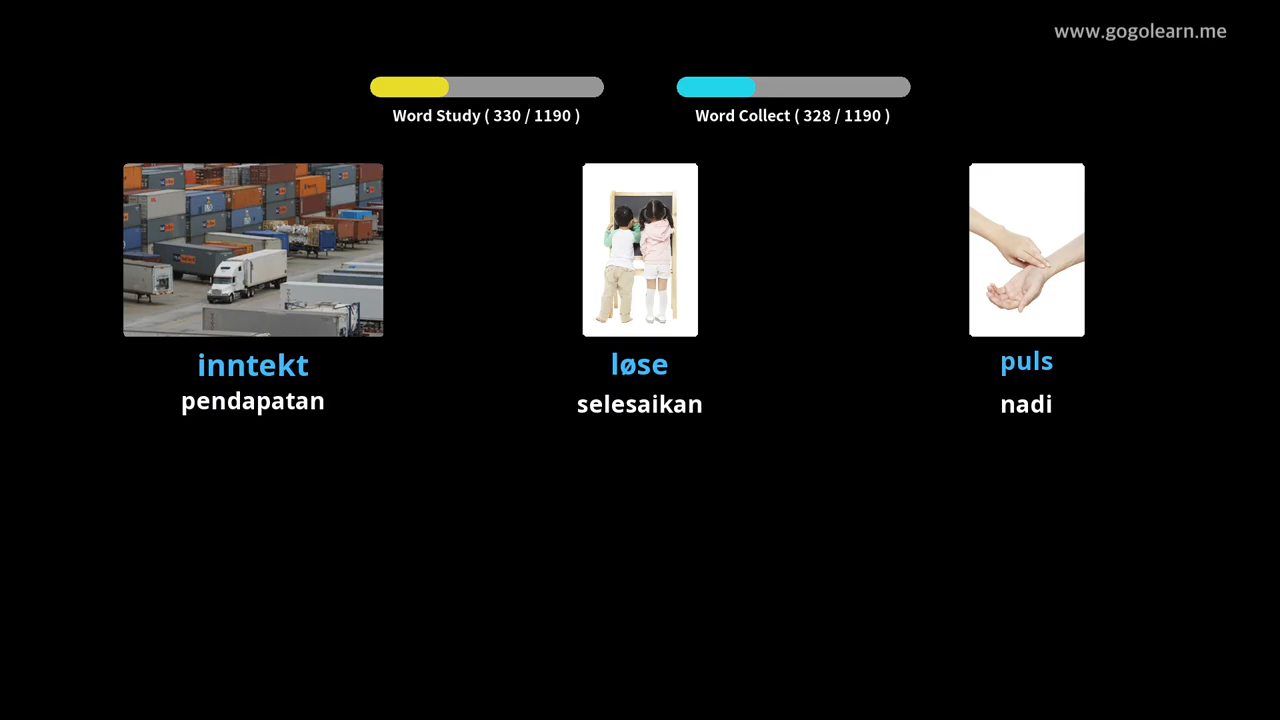 www.gogolearn.me
Word Study ( 330 / 1190 )
Word Collect ( 328 / 1190 )
inntekt
pendapatan
løse
selesaikan
puls
nadi